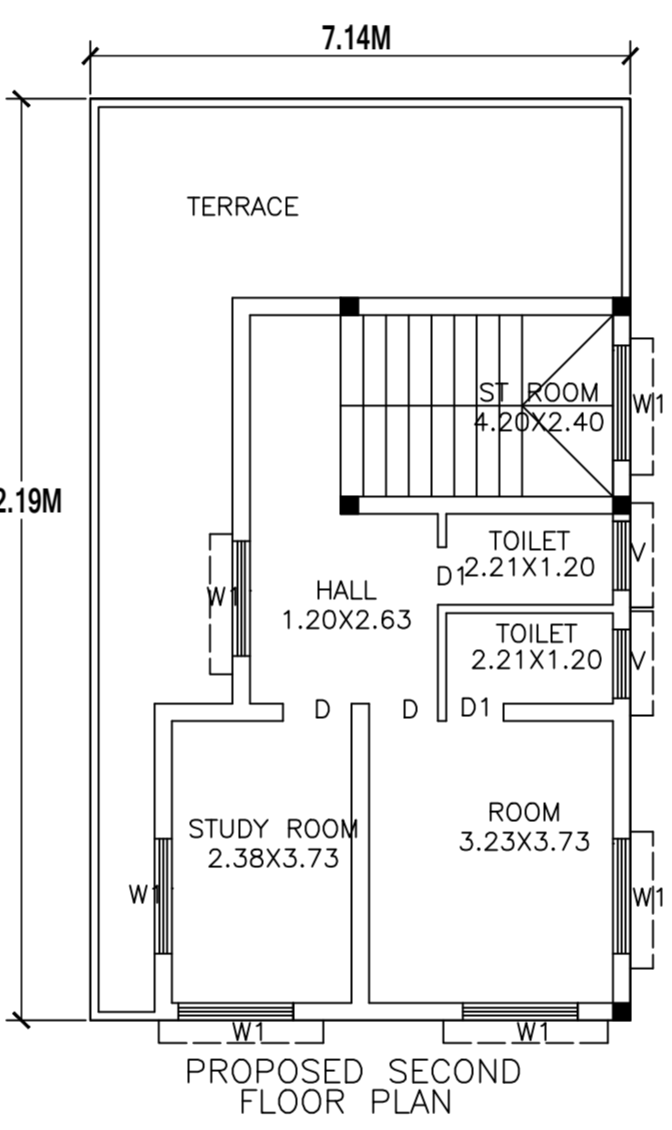 7.14M
TERRACE
ST ROOM
4.20X2.40
W1
2.19M
TOILET
2.21X1.20
D1
V
HALL
1.20X2.63
W1
TOILET
2.21X1.20
V
D
D
D1
STUDY ROOM
2.38X3.73
ROOM
3.23X3.73
W1
W1
W1
W1
PROPOSED SECOND
FLOOR PLAN